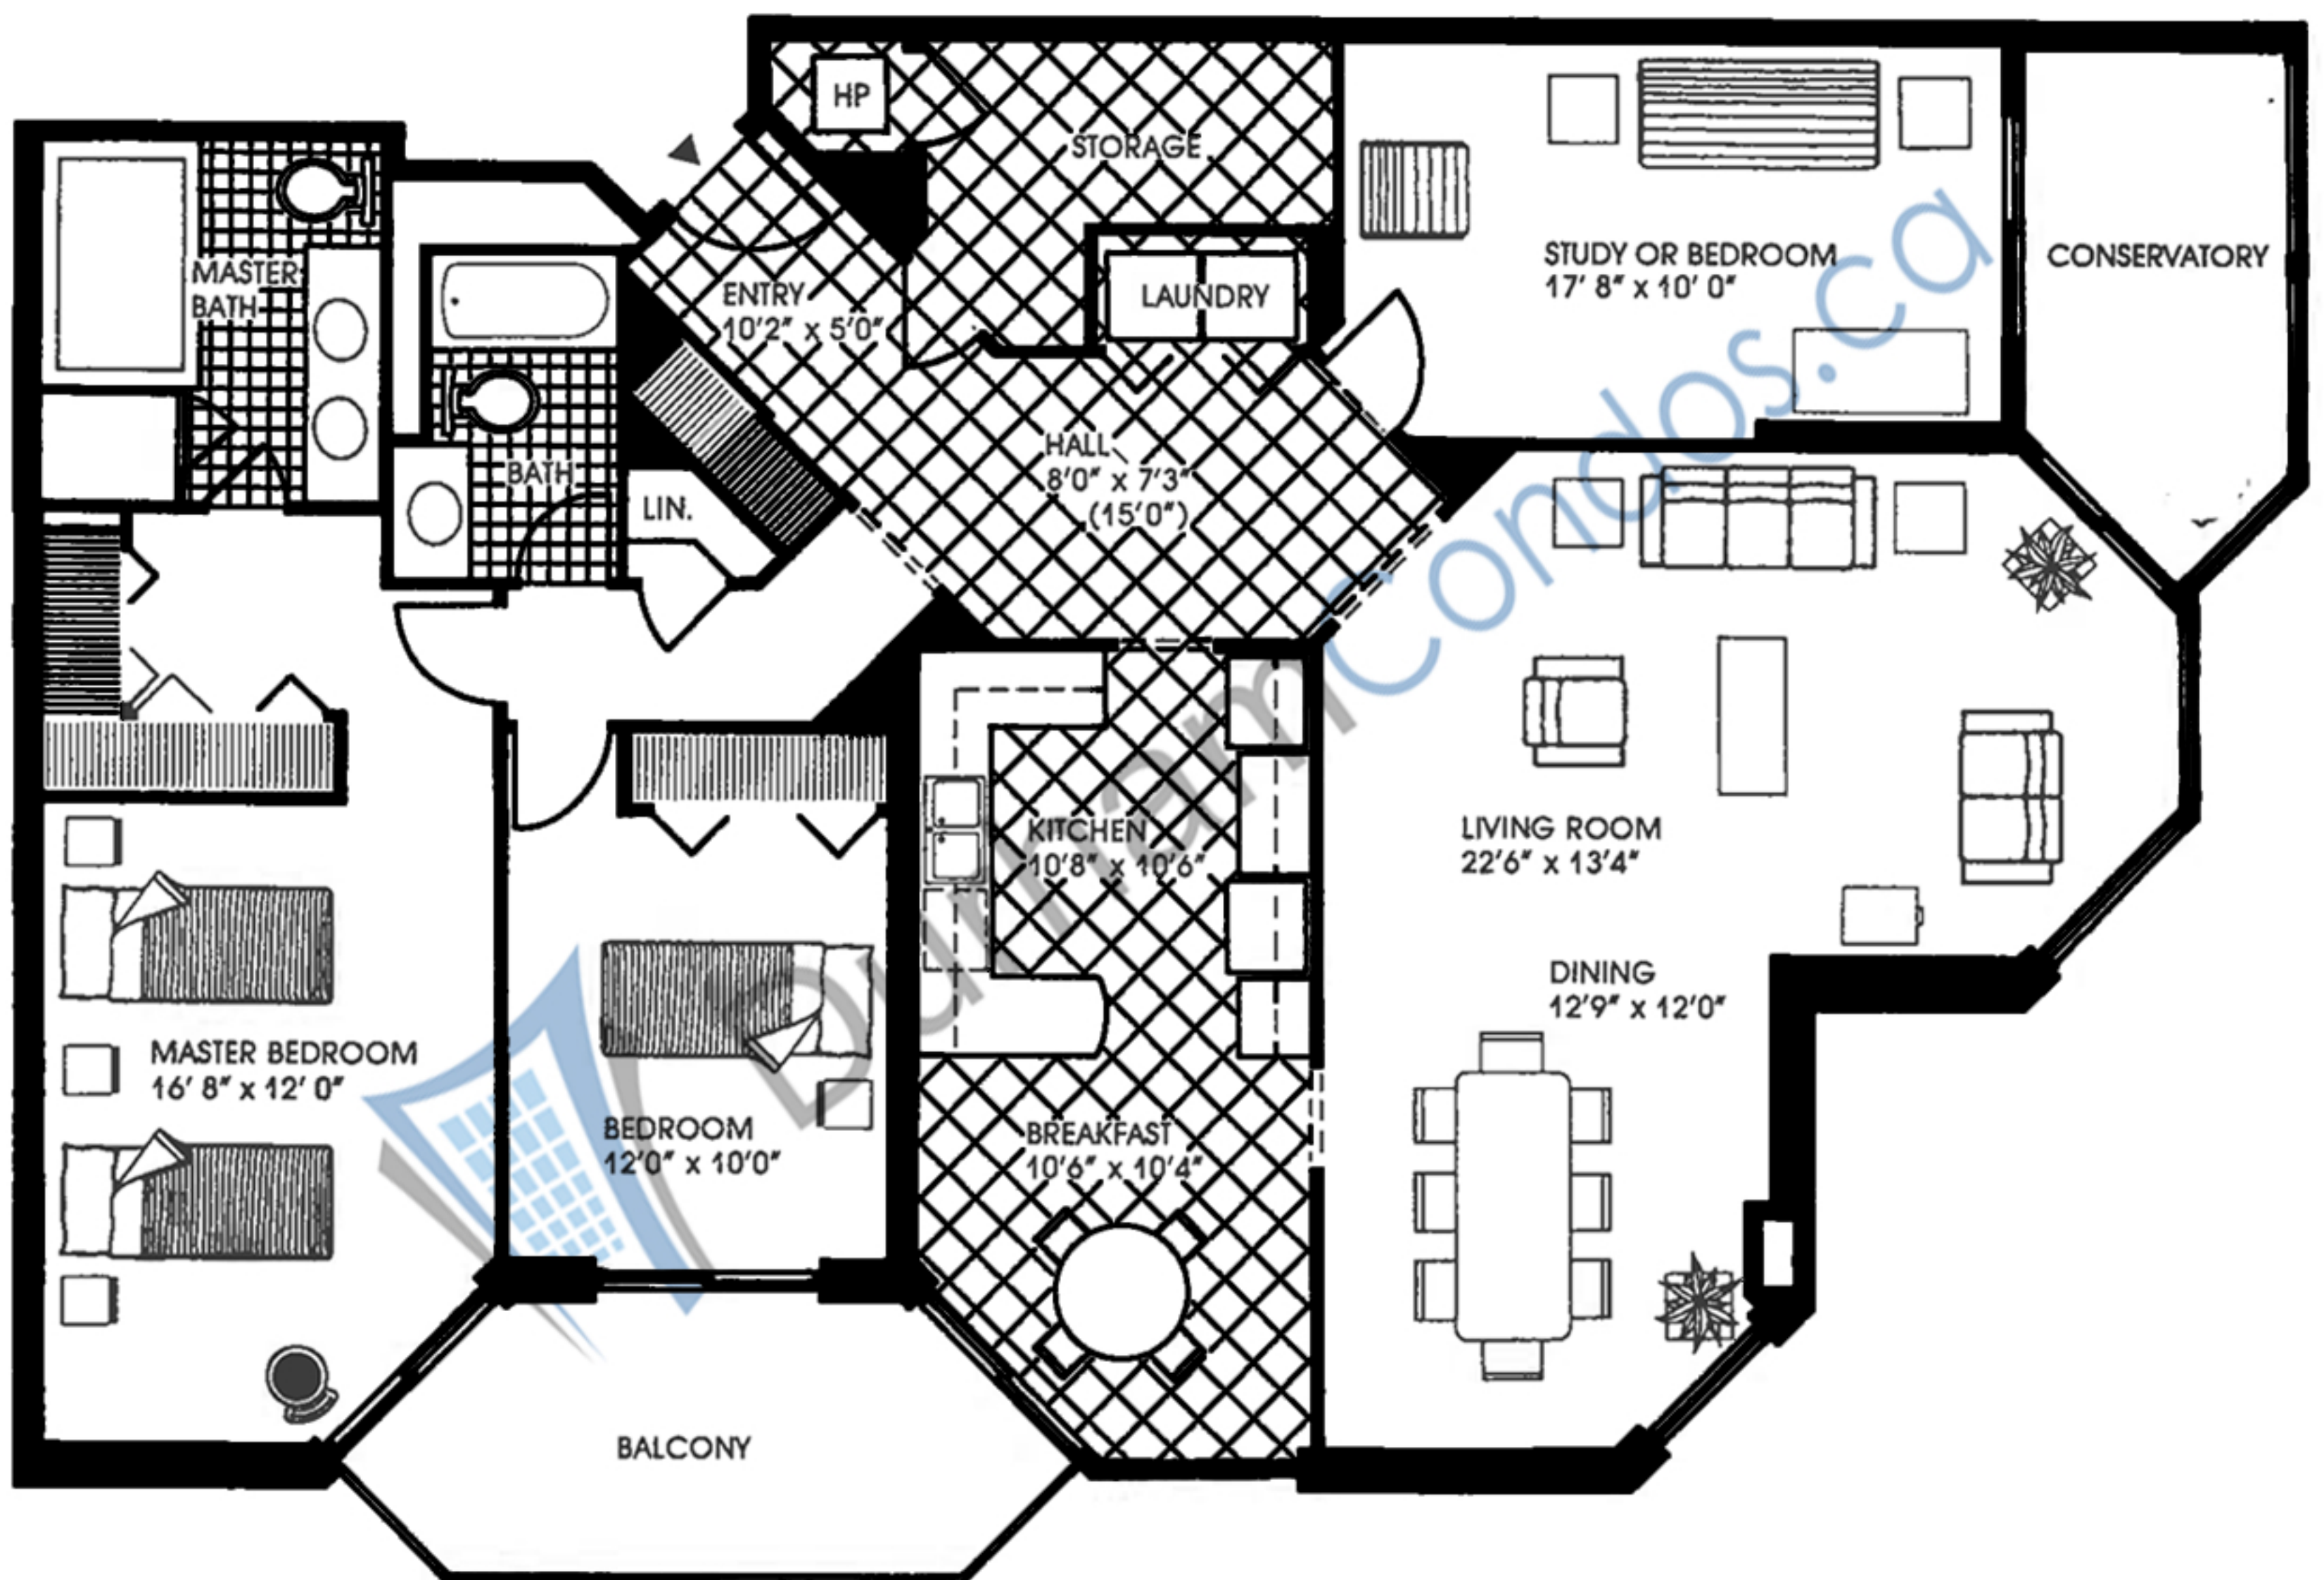 HP
STORAGE
MASTER
BATH
ENTRY
10'2" x 5'0"
LAUNDRY
STUDY OR BEDROOM
17' 8" x 10' 0"
CONSERVATORY
HALL
8'0" x 7'3"
(15'0")
BATH
LIN.
KITCHEN
10'8" x 10'6"
LIVING ROOM
22'6" x 13'4"
DINING
12'9" x 12'0"
MASTER BEDROOM
16' 8" x 12' 0"
BEDROOM
12'0" x 10'0"
BREAKFAST
10'6" x 10'4"
BALCONY
DurhamCondos.ca